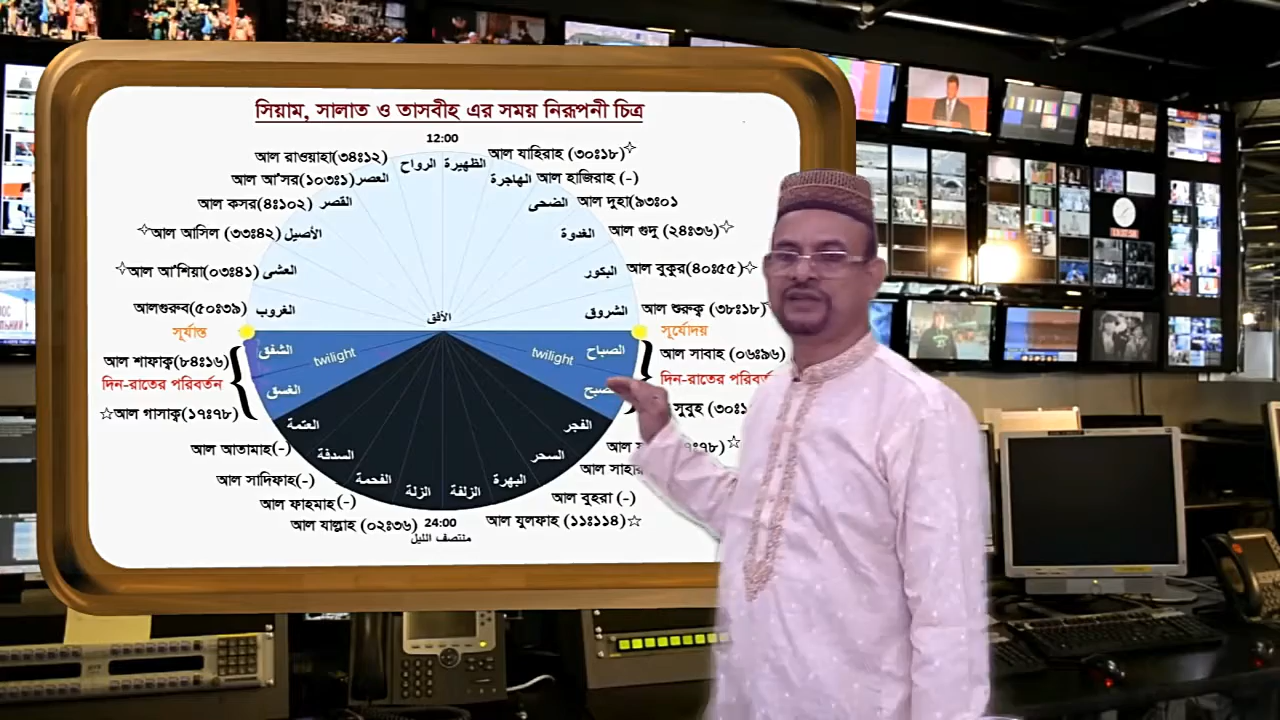 সিয়াম, সালাত ও তাসবীহ এর সময় নিরূপনী চিত্র
12:00
আল রাওয়াহা(৩৪ঃ১২) الرواح
الظهيرة আল যাহিরাহ (৩০ঃ১৮)
আল আ'সর(১০৩ঃ১) العصر
الهاجرة আল হাজিরাহ (-)
আল কসর(৪ঃ১০২) القصر
الضحى আল দুহা(৯৩ঃ০১
আল আসিল (৩৩ঃ৪২) الأصيل
الغدوة আল গুদু (২৪ঃ৩৬)
আল আ'শিয়া(০৩ঃ৪১) العشى
البكور আল বুকুর(৪০ঃ৫৫)
আলগুরুব(৫০ঃ৩৯) الغروب
الأفق
الشروق আল শুরুক্ব (৩৮ঃ১৮)
সূর্যাস্ত
সূর্যোদয়
আল শাফাক্ব(৮৪ঃ১৬) الشفق
twilight
twilight
الصباح আল সাবাহ (০৬ঃ৯৬)
দিন-রাতের পরিবর্তন
দিন-রাতের
☆আল গাসাক্ব(১৭ঃ৭৮) الغسق
সুবুহ (৩০ঃ
আল আতামাহ(-) العتمة
الفجر আল
আল সাদিফাহ(-) السدفة
السحر আল
আল ফাহমাহ(-) الفحمة
البهرة আল বুহরা (-)
আল যাল্লাহ (০২ঃ৩৬) الزلة
الزلفة আল যুলফাহ (১১ঃ১১৪)☆
24:00
منتصف الليل